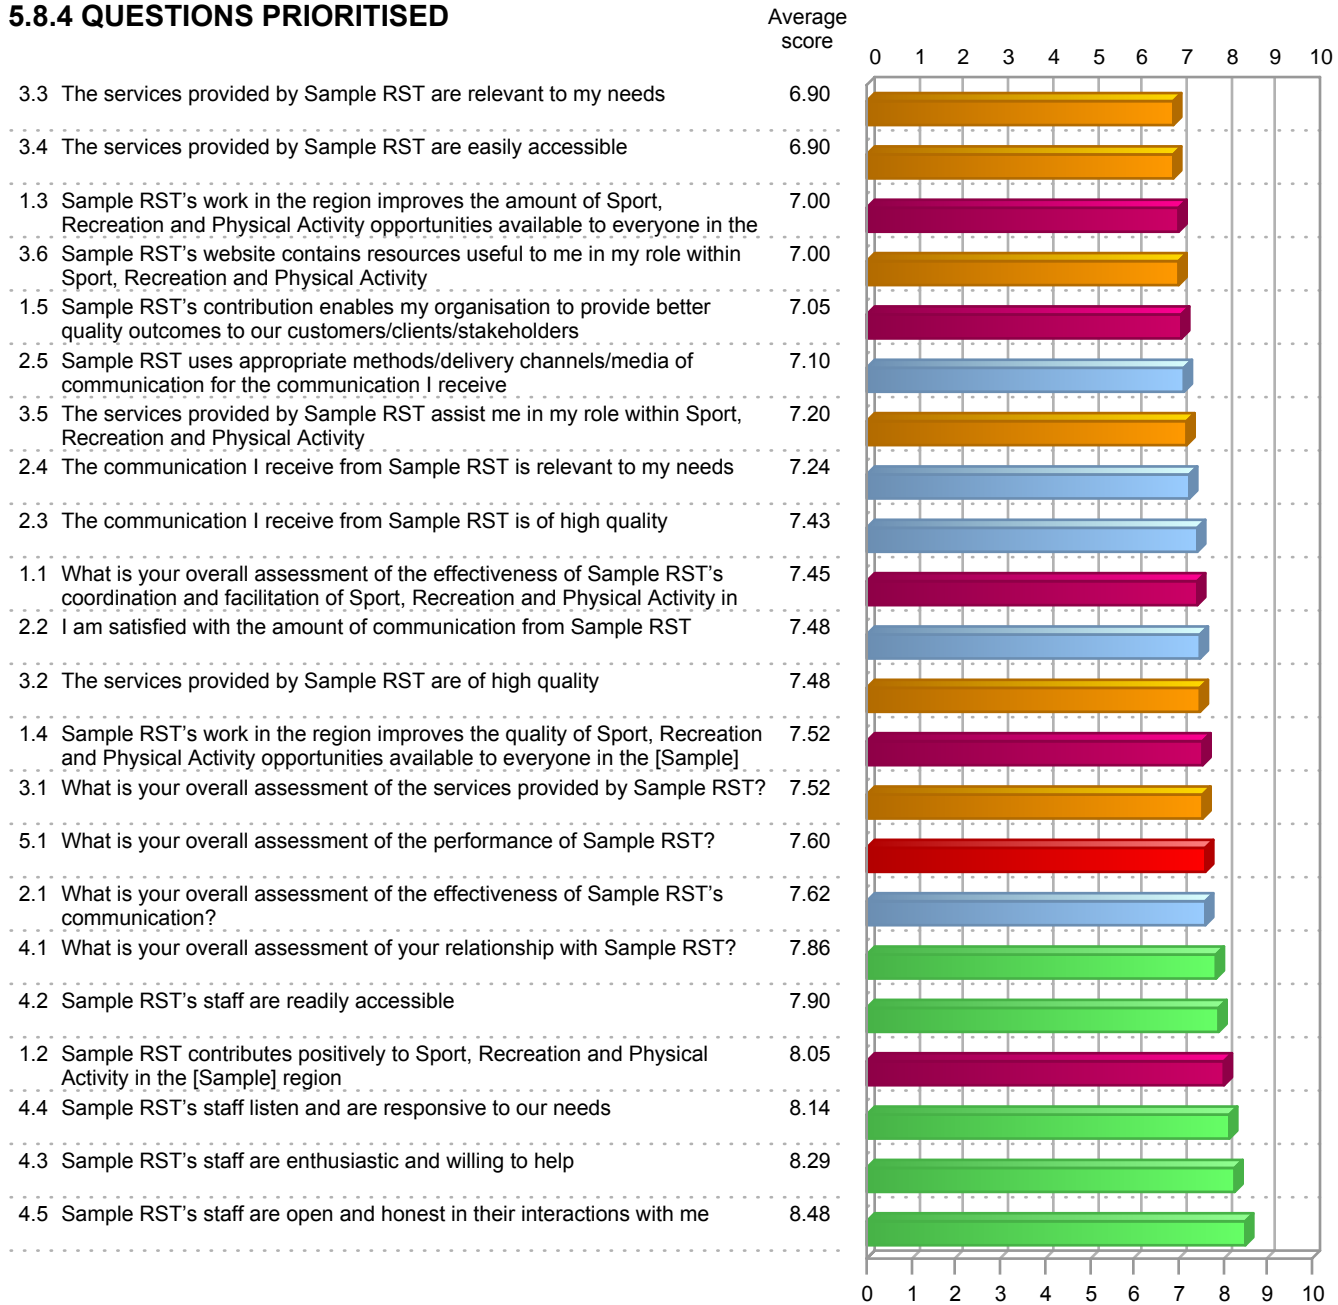 5.8.4 QUESTIONS PRIORITISED
Average
score
0 1 2 3 4 5 6 7 8 9 10
3.3 The services provided by Sample RST are relevant to my needs 6.90
3.4 The services provided by Sample RST are easily accessible 6.90
1.3 Sample RST’s work in the region improves the amount of Sport, 7.00
Recreation and Physical Activity opportunities available to everyone in the
3.6 Sample RST’s website contains resources useful to me in my role within 7.00
Sport, Recreation and Physical Activity
1.5 Sample RST’s contribution enables my organisation to provide better 7.05
quality outcomes to our customers/clients/stakeholders
2.5 Sample RST uses appropriate methods/delivery channels/media of 7.10
communication for the communication I receive
3.5 The services provided by Sample RST assist me in my role within Sport, 7.20
Recreation and Physical Activity
2.4 The communication I receive from Sample RST is relevant to my needs 7.24
2.3 The communication I receive from Sample RST is of high quality 7.43
1.1 What is your overall assessment of the effectiveness of Sample RST’s 7.45
coordination and facilitation of Sport, Recreation and Physical Activity in
2.2 I am satisfied with the amount of communication from Sample RST 7.48
3.2 The services provided by Sample RST are of high quality 7.48
1.4 Sample RST’s work in the region improves the quality of Sport, Recreation 7.52
and Physical Activity opportunities available to everyone in the [Sample]
3.1 What is your overall assessment of the services provided by Sample RST? 7.52
5.1 What is your overall assessment of the performance of Sample RST? 7.60
2.1 What is your overall assessment of the effectiveness of Sample RST’s 7.62
communication?
4.1 What is your overall assessment of your relationship with Sample RST? 7.86
4.2 Sample RST’s staff are readily accessible 7.90
1.2 Sample RST contributes positively to Sport, Recreation and Physical 8.05
Activity in the [Sample] region
4.4 Sample RST’s staff listen and are responsive to our needs 8.14
4.3 Sample RST’s staff are enthusiastic and willing to help 8.29
4.5 Sample RST’s staff are open and honest in their interactions with me 8.48
0 1 2 3 4 5 6 7 8 9 10